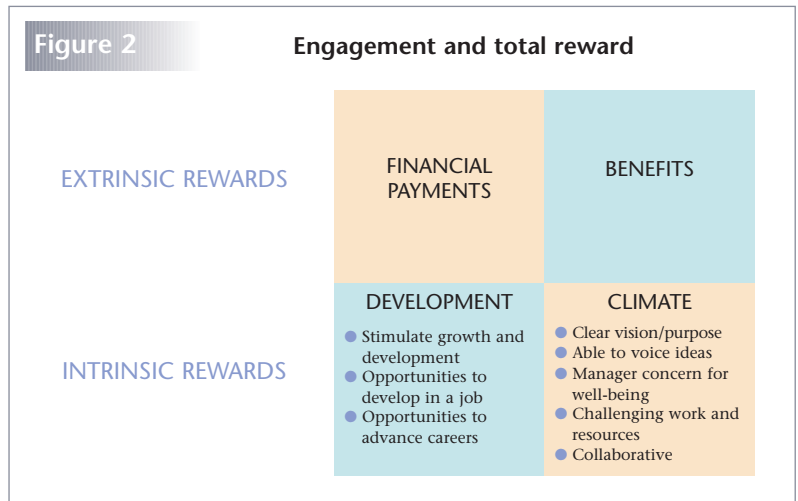 Figure 2
Engagement and total reward
EXTRINSIC REWARDS
FINANCIAL
PAYMENTS
BENEFITS
INTRINSIC REWARDS
DEVELOPMENT
● Stimulate growth and
development
● Opportunities to
develop in a job
● Opportunities to
advance careers
CLIMATE
● Clear vision/purpose
● Able to voice ideas
● Manager concern for
well-being
● Challenging work and
resources
● Collaborative